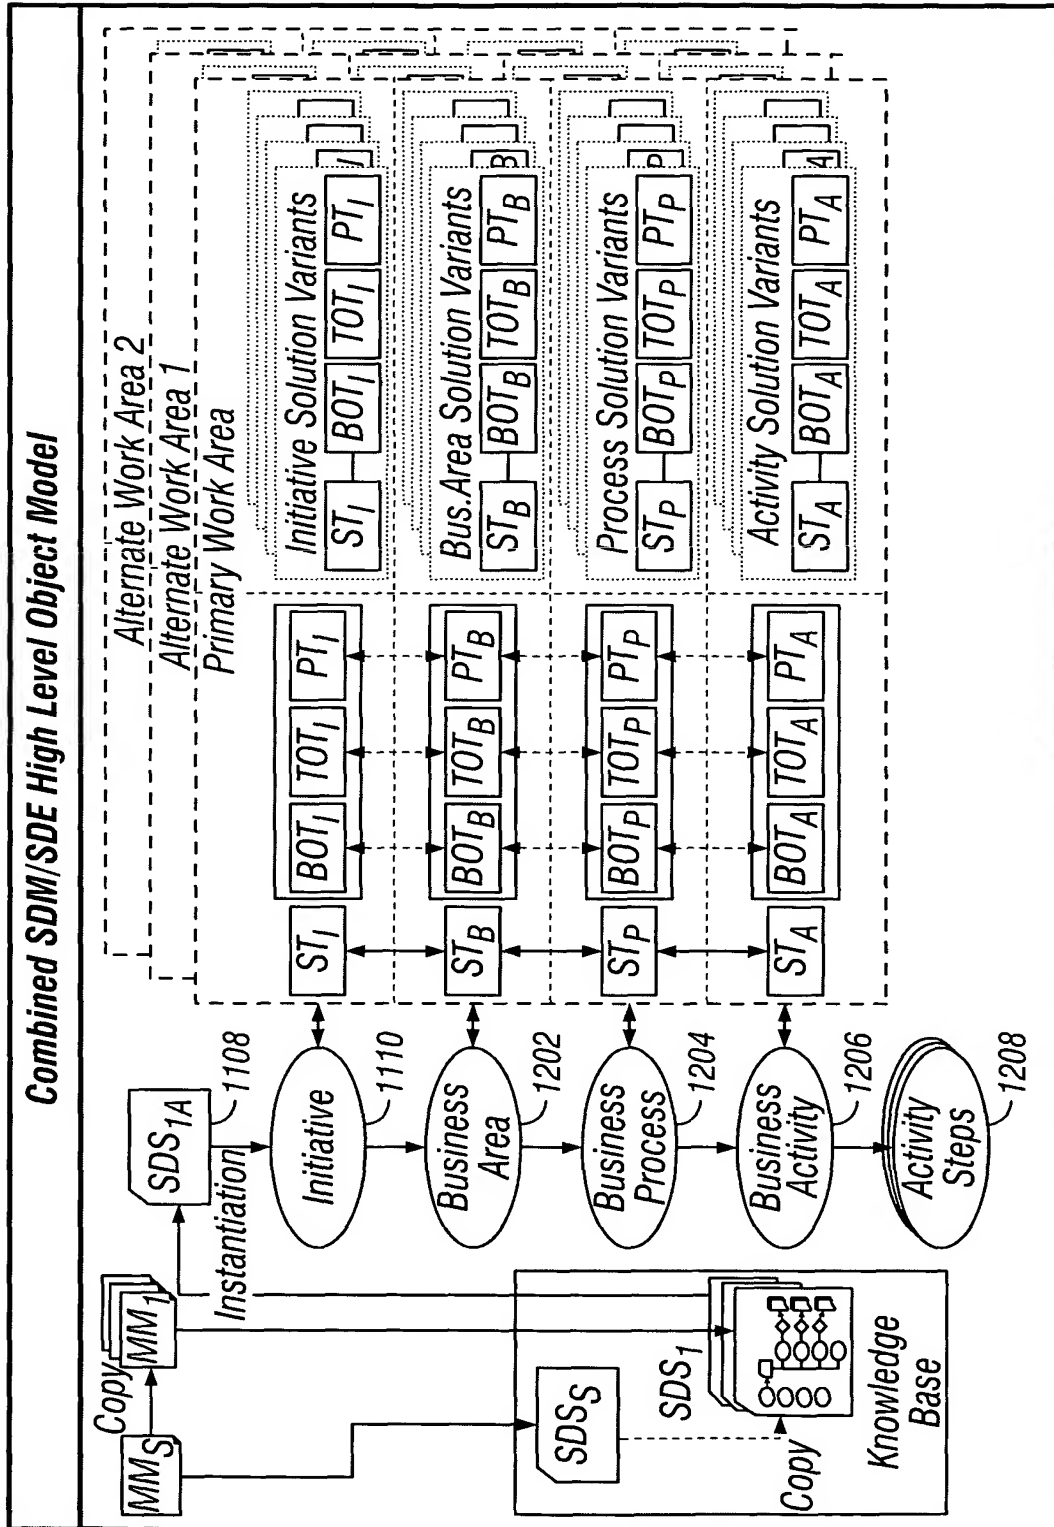 Combined SDM/SDE High Level Object Model
MM_S
Copy
MM_1
Instantiation
SDS_1A
1108
Initiative
1110
Business
Area
1202
Business
Process
1204
Business
Activity
1206
Activity
Steps
1208
SDS_S
SDS_1
Copy
Knowledge
Base
Alternate Work Area 2
Alternate Work Area 1
Primary Work Area
ST_I BOT_I TOT_I PT_I
Initiative Solution Variants
ST_I BOT_I TOT_I PT_I
I
ST_B BOT_B TOT_B PT_B
Bus.Area Solution Variants
ST_B BOT_B TOT_B PT_B
B
ST_P BOT_P TOT_P PT_P
Process Solution Variants
ST_P BOT_P TOT_P PT_P
P
ST_A BOT_A TOT_A PT_A
Activity Solution Variants
ST_A BOT_A TOT_A PT_A
A